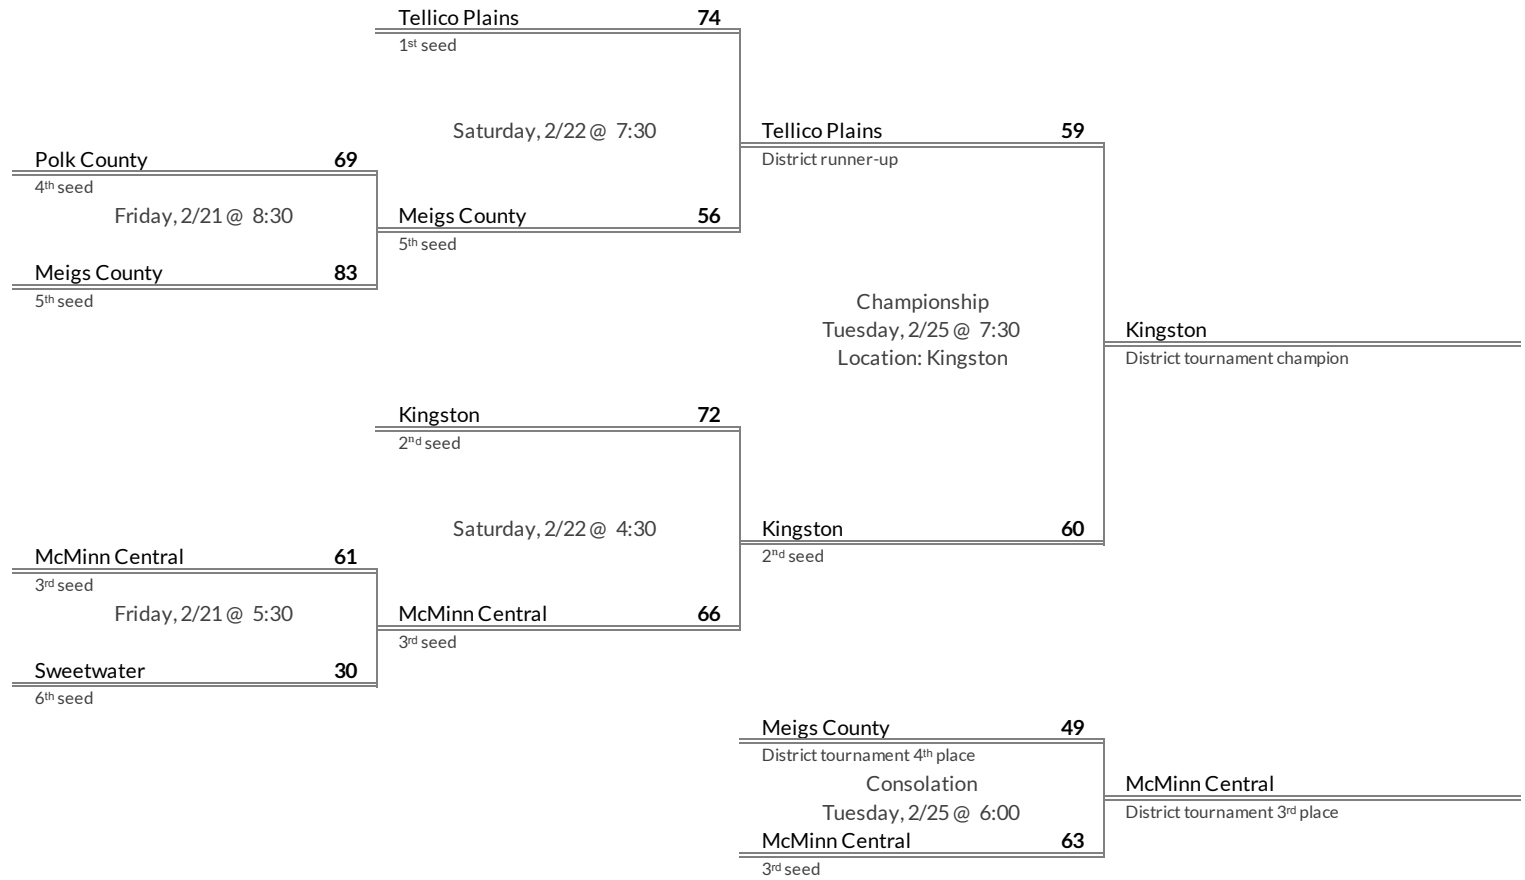 Tellico Plains 74
1st seed
Saturday, 2/22 @ 7:30
Tellico Plains 59
District runner-up
Polk County 69
4th seed
Friday, 2/21 @ 8:30
Meigs County 56
5th seed
Meigs County 83
5th seed
Championship
Tuesday, 2/25 @ 7:30
Location: Kingston
Kingston
District tournament champion
Kingston 72
2nd seed
Saturday, 2/22 @ 4:30
Kingston 60
2nd seed
McMinn Central 61
3rd seed
Friday, 2/21 @ 5:30
McMinn Central 66
3rd seed
Sweetwater 30
6th seed
Meigs County 49
District tournament 4th place
Consolation
Tuesday, 2/25 @ 6:00
McMinn Central
District tournament 3rd place
McMinn Central 63
3rd seed